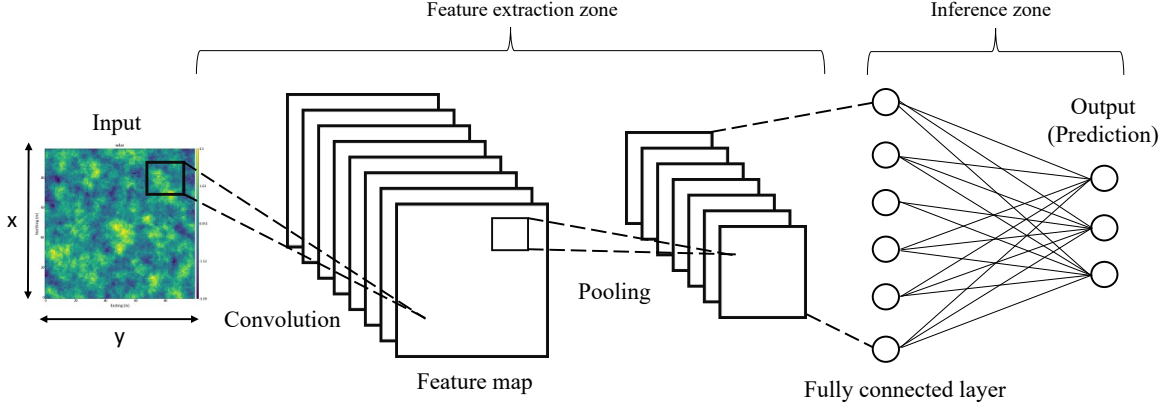 Feature extraction zone
Inference zone
Input
Output
(Prediction)
x
y
Convolution
Pooling
Feature map
Fully connected layer